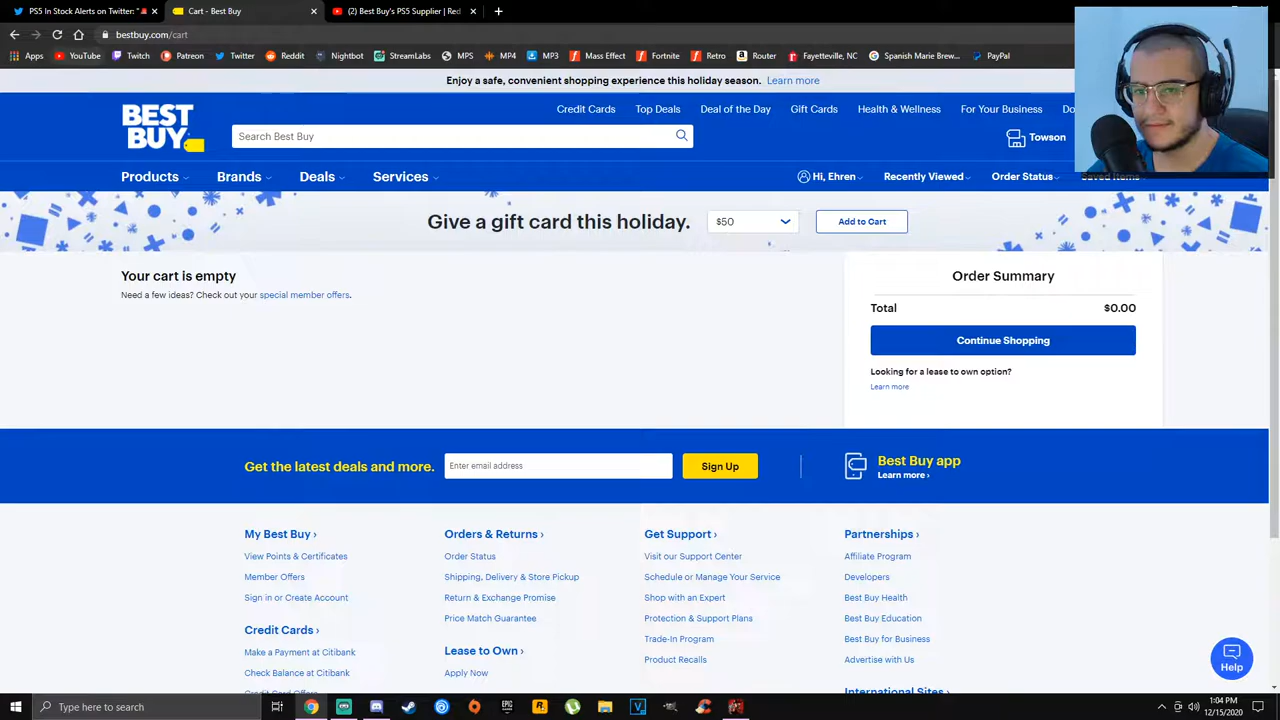 PS5 In Stock Alerts on Twitter: "
Cart - Best Buy
(2) Best Buy's PS5 Supplier | Red
bestbuy.com/cart
Apps YouTube Twitch Patreon Twitter Reddit Nightbot StreamLabs MPS MP4 MP3 Mass Effect Fortnite Retro Router Fayetteville, NC Spanish Marie Brew... PayPal
Enjoy a safe, convenient shopping experience this holiday season. Learn more
Credit Cards Top Deals Deal of the Day Gift Cards Health & Wellness For Your Business
BEST
BUY
Search Best Buy
Towson
Products Brands Deals Services Hi, Ehren Recently Viewed Order Status Saved Items
Give a gift card this holiday. $50 Add to Cart
Your cart is empty
Need a few ideas? Check out your special member offers.
Order Summary
Total $0.00
Continue Shopping
Looking for a lease to own option?
Learn more
Get the latest deals and more. Enter email address Sign Up
Best Buy app
Learn more ›
My Best Buy ›
View Points & Certificates
Member Offers
Sign in or Create Account
Credit Cards ›
Make a Payment at Citibank
Check Balance at Citibank
Credit Card Offers
Orders & Returns ›
Order Status
Shipping, Delivery & Store Pickup
Return & Exchange Promise
Price Match Guarantee
Lease to Own ›
Apply Now
Get Support ›
Visit our Support Center
Schedule or Manage Your Service
Shop with an Expert
Protection & Support Plans
Trade-In Program
Product Recalls
Partnerships ›
Affiliate Program
Developers
Best Buy Health
Best Buy Education
Best Buy for Business
Advertise with Us
International Sites ›
Help
Type here to search
1:04 PM
12/15/2020